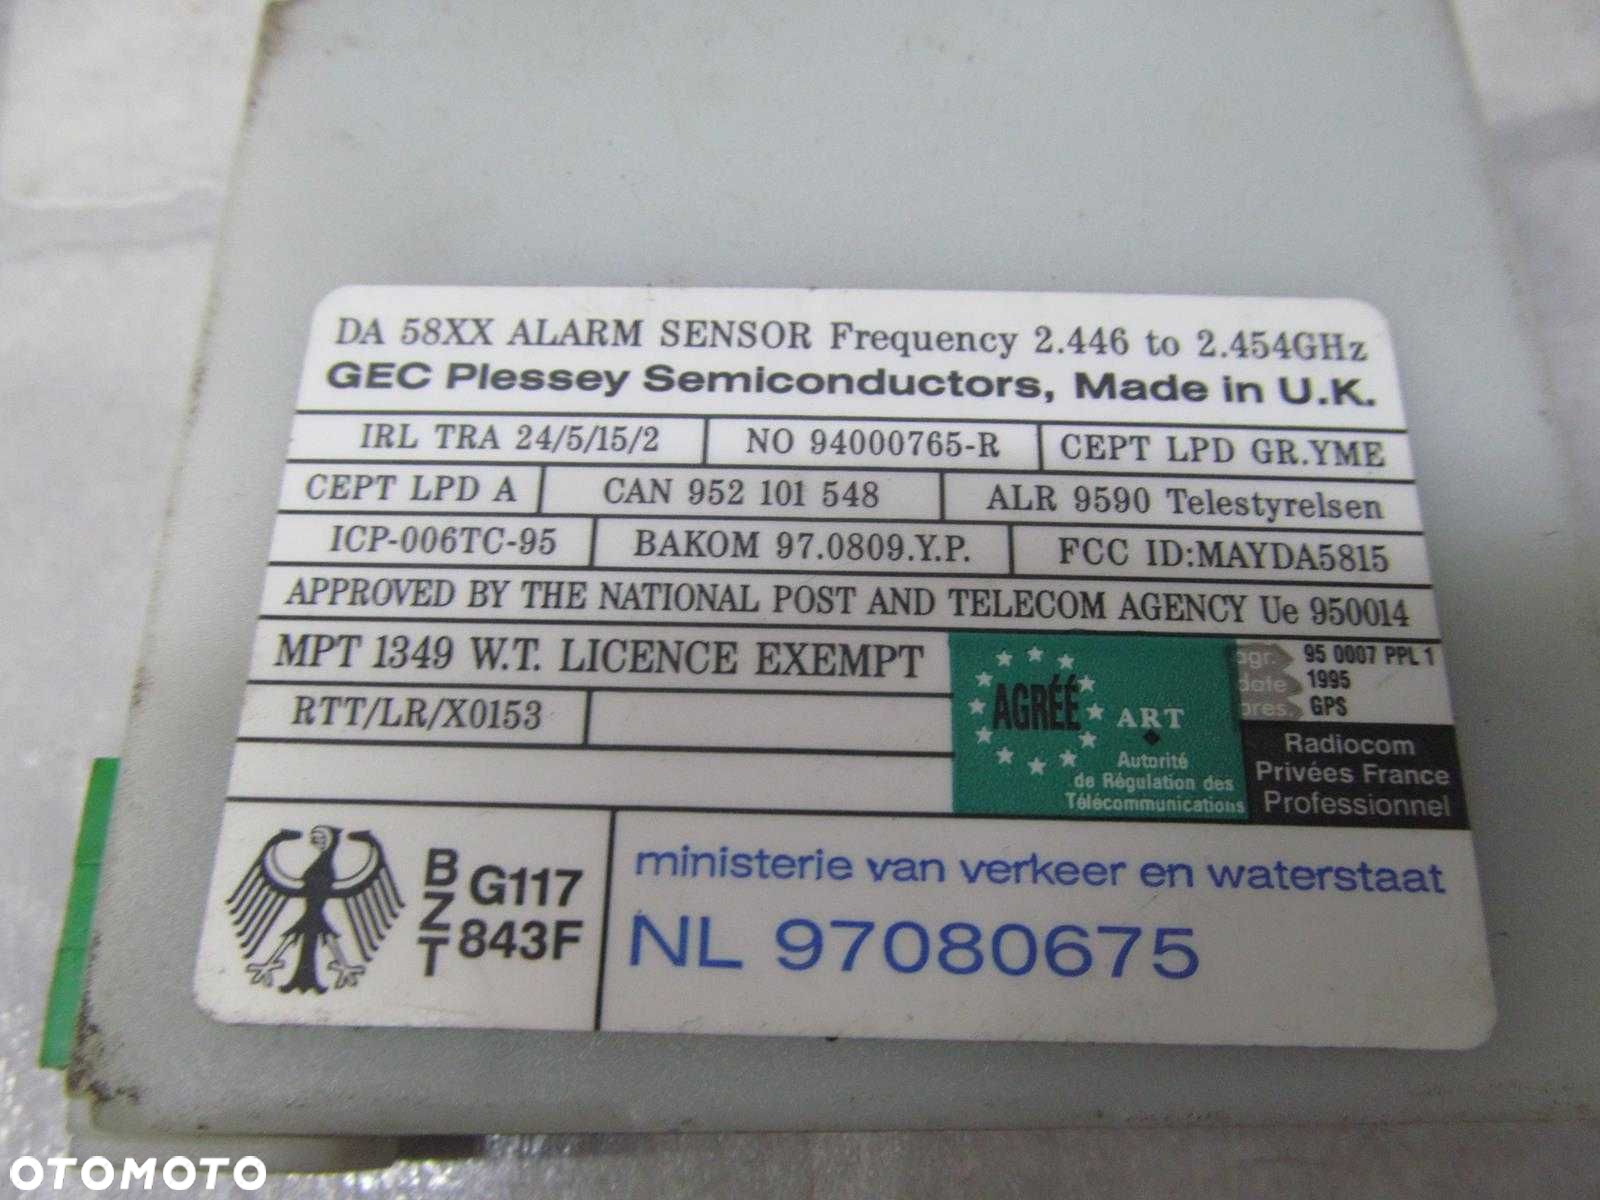 DA 58XX ALARM SENSOR Frequency 2.446 to 2.454GHz
GEC Plessey Semiconductors, Made in U.K.
IRL TRA 24/5/15/2 NO 94000765-R CEPT LPD GR.YME
CEPT LPD A CAN 952 101 548 ALR 9590 Telestyrelsen
ICP-006TC-95 BAKOM 97.0809.Y.P. FCC ID:MAYDA5815
APPROVED BY THE NATIONAL POST AND TELECOM AGENCY Ue 950014
MPT 1349 W.T. LICENCE EXEMPT
RTT/LR/X0153
AGRÉÉ
ART
Autorité
de Régulation des
Télécommunications
agr. 95 0007 PPL 1
date 1995
pres. GPS
Radiocom
Privées France
Professionnel
BZT
G117
843F
ministerie van verkeer en waterstaat
NL 97080675
OTOMOTO